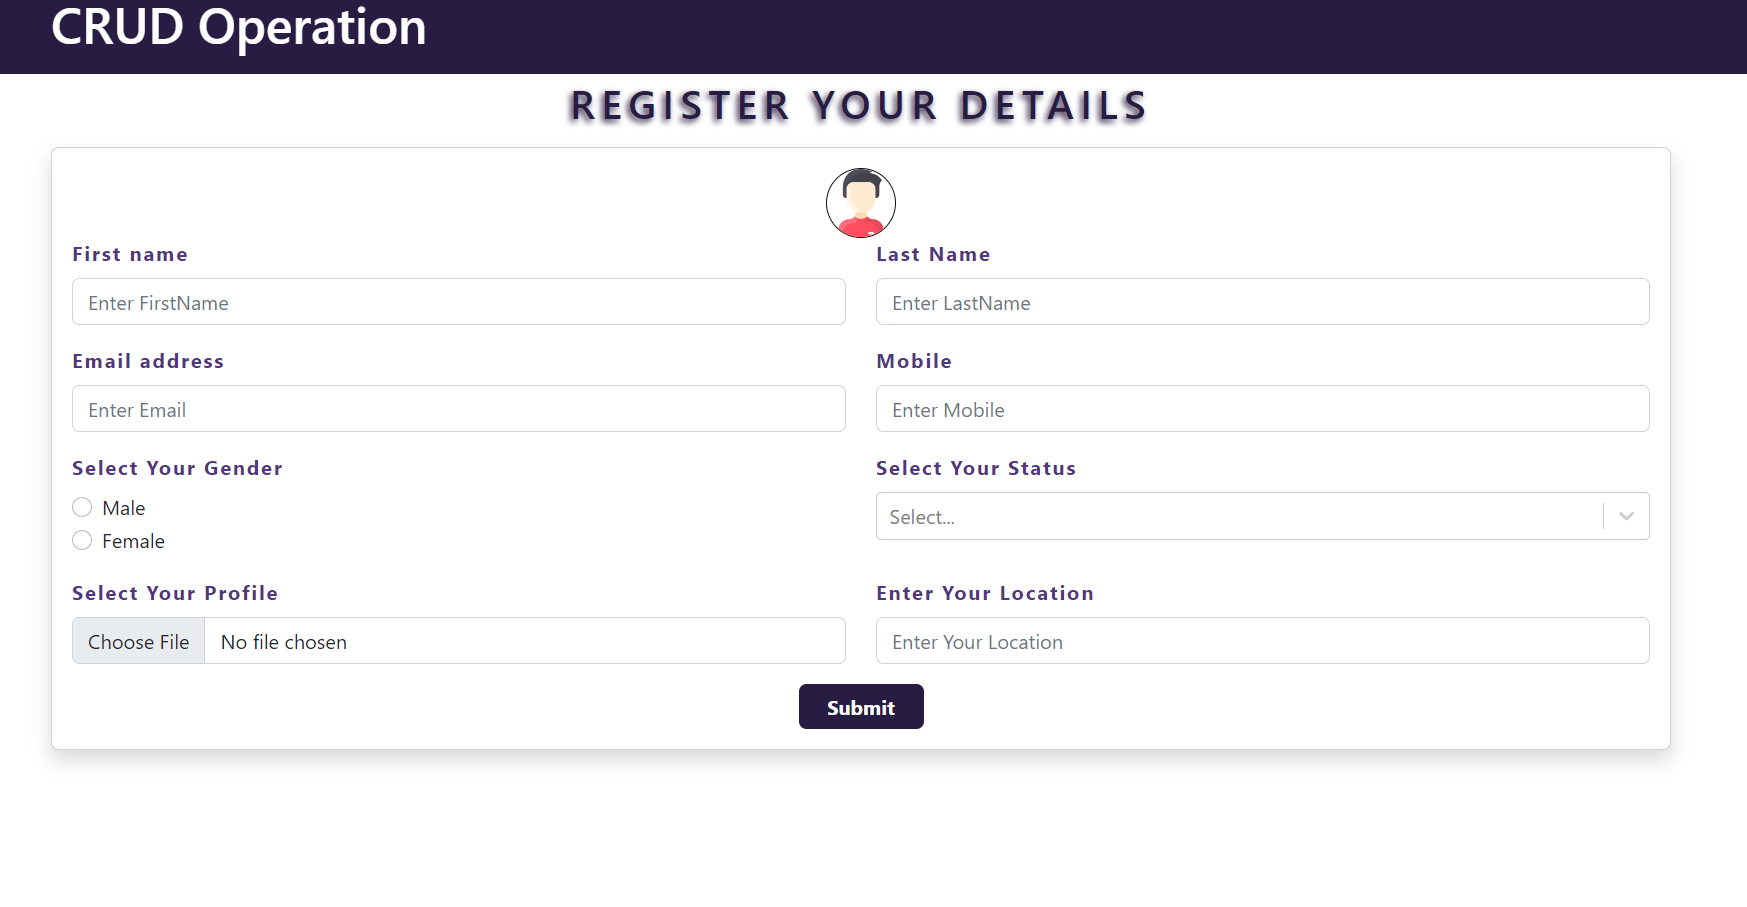 CRUD Operation
REGISTER YOUR DETAILS
First name
Last Name
Enter FirstName
Enter LastName
Email address
Mobile
Enter Email
Enter Mobile
Select Your Gender
Select Your Status
Male
Select...
Female
Select Your Profile
Enter Your Location
Choose File No file chosen
Enter Your Location
Submit